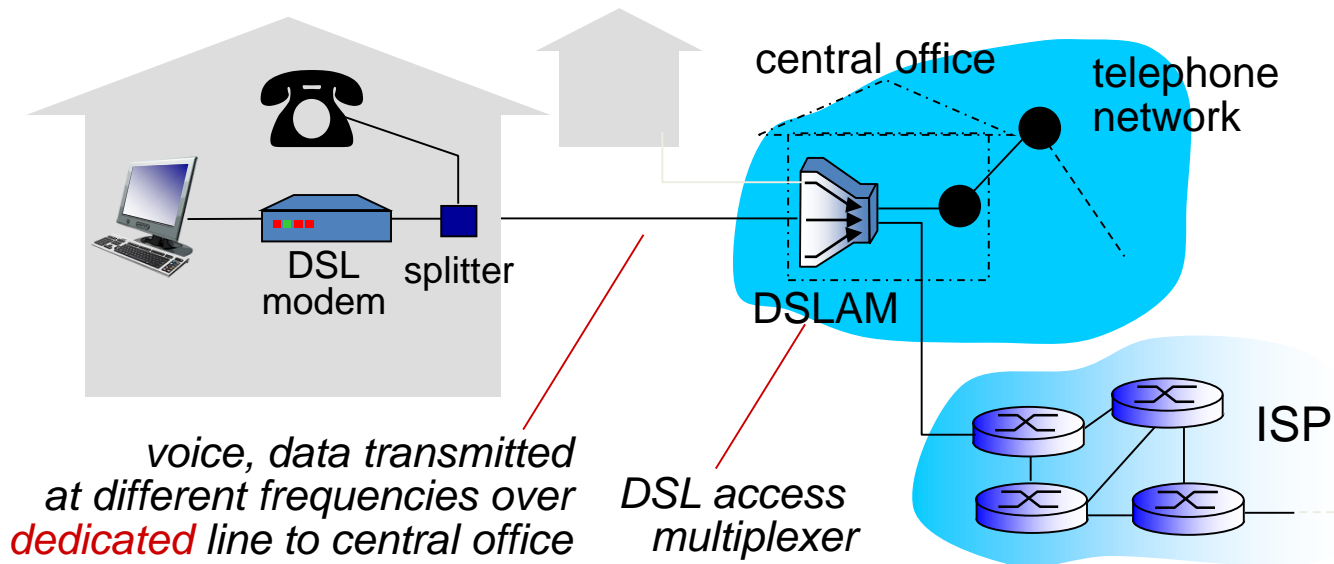 central office
telephone
network
DSL
modem
splitter
DSLAM
ISP
voice, data transmitted
at different frequencies over
dedicated line to central office
DSL access
multiplexer